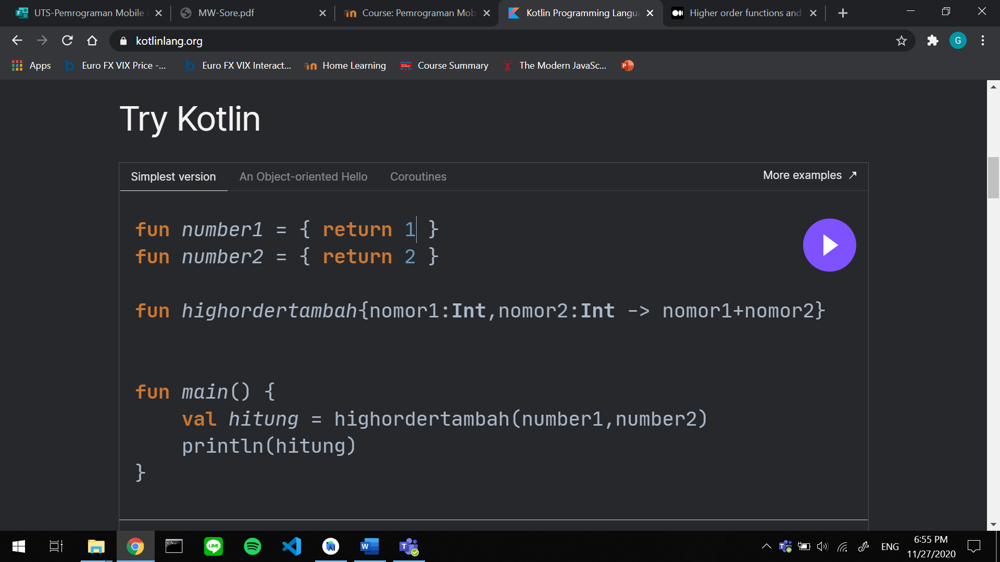 UTS-Pemrograman Mobile
MW-Sore.pdf
Course: Pemrograman Mob
Kotlin Programming Langu
Higher order functions and
kotlinlang.org
G
Apps
Euro FX VIX Price -...
Euro FX VIX Interact...
Home Learning
Course Summary
The Modern JavaSc...
Try Kotlin
Simplest version
An Object-oriented Hello
Coroutines
More examples
fun number1 = { return 1 }
fun number2 = { return 2 }
fun highordertambah{nomor1:Int,nomor2:Int -> nomor1+nomor2}
fun main() {
val hitung = highordertambah(number1,number2)
println(hitung)
}
ENG
6:55 PM
11/27/2020